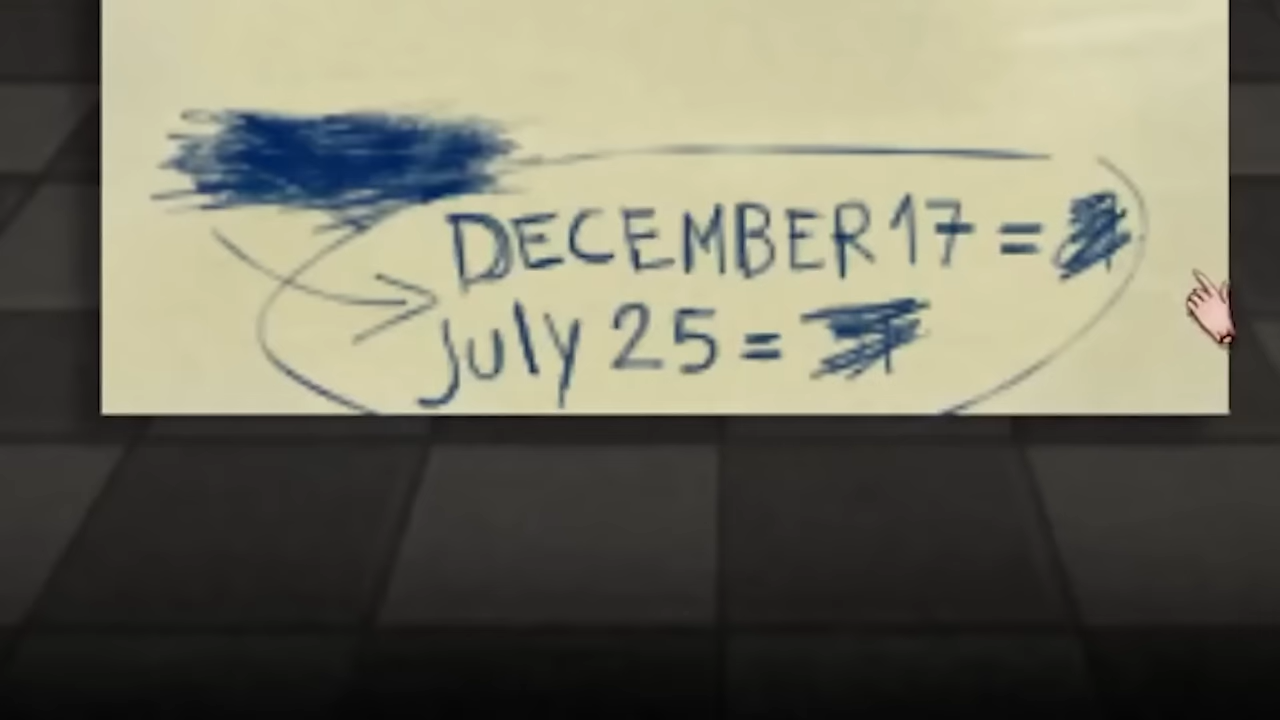 DECEMBER 17 =
July 25 =